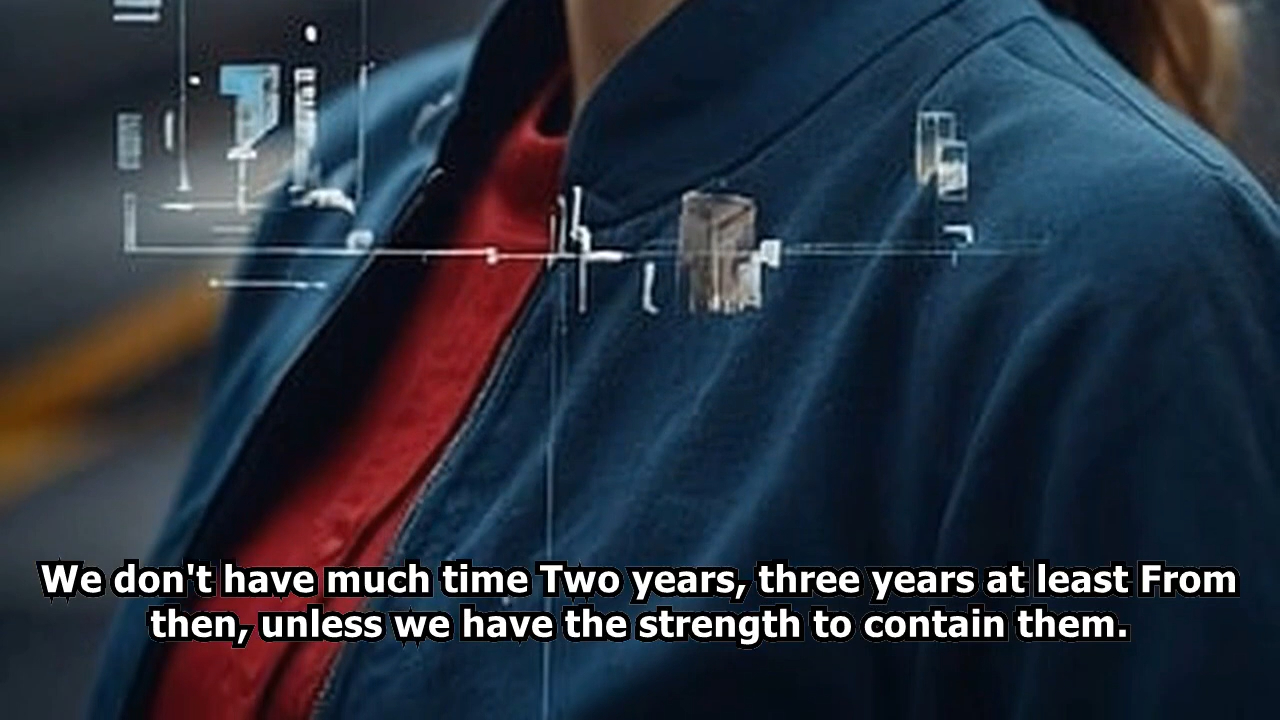 We don't have much time Two years, three years at least From
then, unless we have the strength to contain them.